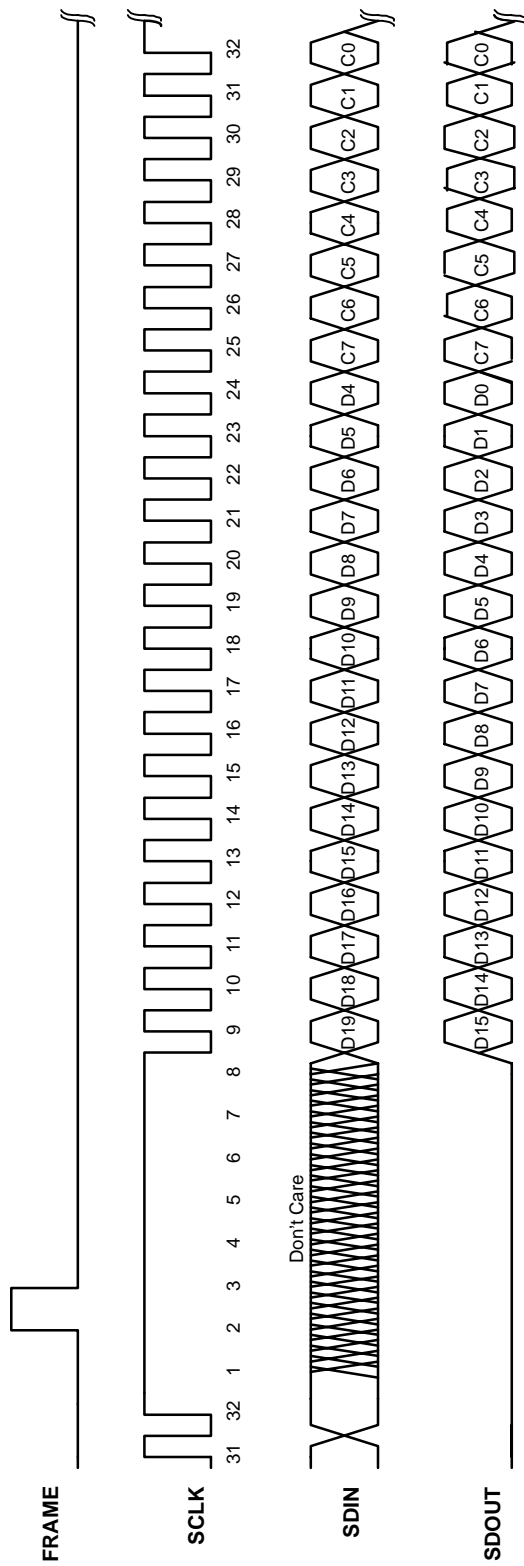 FRAME
SCLK
31 32 1 2 3 4 5 6 7 8 9 10 11 12 13 14 15 16 17 18 19 20 21 22 23 24 25 26 27 28 29 30 31 32
Don't Care
SDIN D19 D18 D17 D16 D15 D14 D13 D12 D11 D10 D9 D8 D7 D6 D5 D4 C7 C6 C5 C4 C3 C2 C1 C0
SDOUT D15 D14 D13 D12 D11 D10 D9 D8 D7 D6 D5 D4 D3 D2 D1 D0 C7 C6 C5 C4 C3 C2 C1 C0